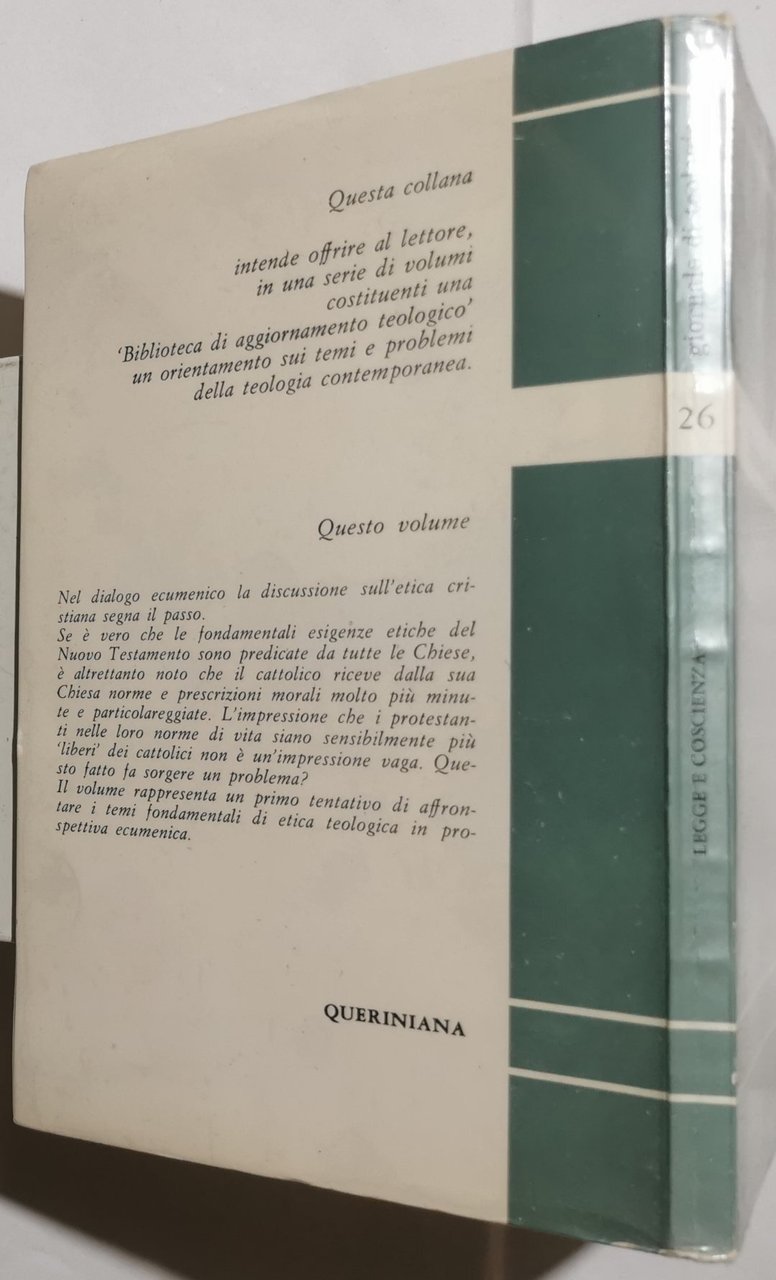 Questa collana
intende offrire al lettore,
in una serie di volumi
costituenti una
'Biblioteca di aggiornamento teologico'
un orientamento sui temi e problemi
della teologia contemporanea.
Questo volume
Nel dialogo ecumenico la discussione sull'etica cri-
stiana segna il passo.
Se è vero che le fondamentali esigenze etiche del
Nuovo Testamento sono predicate da tutte le Chiese,
è altrettanto noto che il cattolico riceve dalla sua
Chiesa norme e prescrizioni morali molto più minu-
te e particolareggiate. L'impressione che i protestan-
ti nelle loro norme di vita siano sensibilmente più
'liberi' dei cattolici non è un'impressione vaga. Que-
sto fatto fa sorgere un problema?
Il volume rappresenta un primo tentativo di affron-
tare i temi fondamentali di etica teologica in pro-
spettiva ecumenica.
QUERINIANA
giornale di teologia
26
LEGGE E COSCIENZA